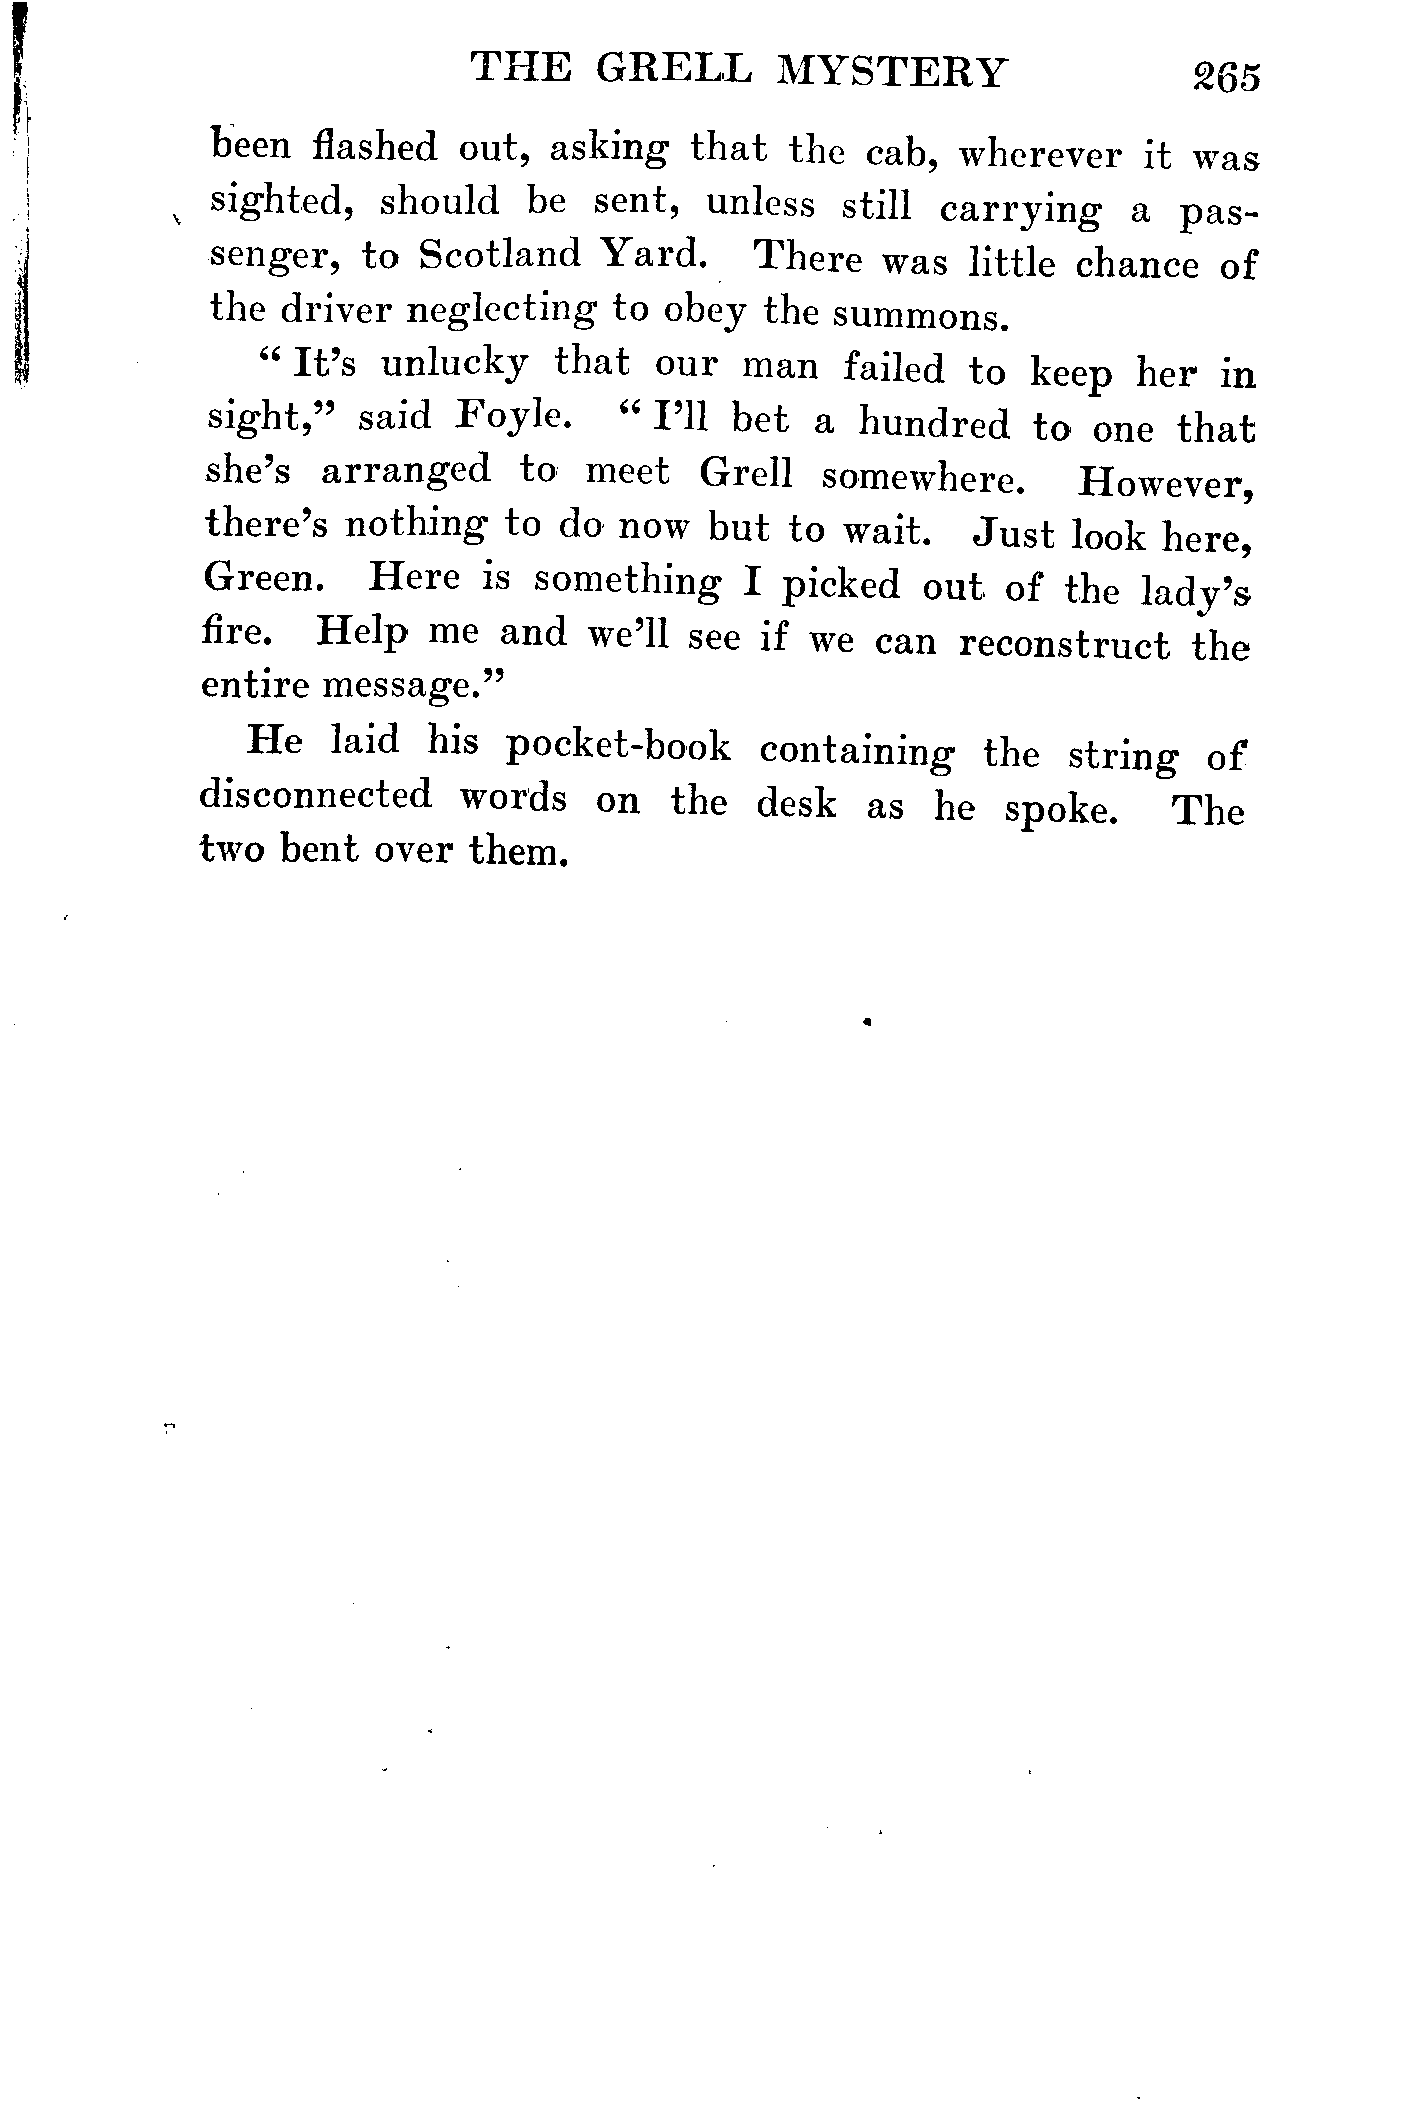 THE GRELL MYSTERY 265
been flashed out, asking that the cab, wherever it was
sighted, should be sent, unless still carrying a pas-
senger, to Scotland Yard. There was little chance of
the driver neglecting to obey the summons.
“ It’s unlucky that our man failed to keep her in
sight,” said Foyle. “ I’ll bet a hundred to one that
she’s arranged to meet Grell somewhere. However,
there’s nothing to do now but to wait. Just look here,
Green. Here is something I picked out of the lady’s
fire. Help me and we’ll see if we can reconstruct the
entire message.”
He laid his pocket-book containing the string of
disconnected words on the desk as he spoke. The
two bent over them.